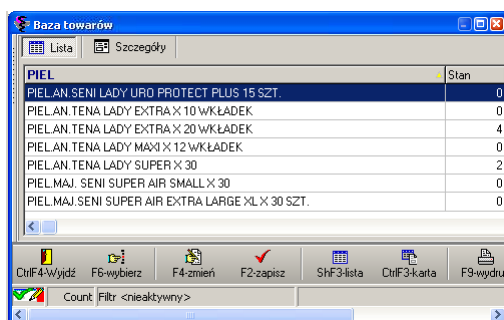 Baza towarów
Lista Szczegóły
PIEL Stan
PIEL.AN.SENI LADY URO PROTECT PLUS 15 SZT. 0
PIEL.AN.TENA LADY EXTRA X 10 WKŁADEK 0
PIEL.AN.TENA LADY EXTRA X 20 WKŁADEK 4
PIEL.AN.TENA LADY MAXI X 12 WKŁADEK 0
PIEL.AN.TENA LADY SUPER X 30 2
PIEL.MAJ. SENI SUPER AIR SMALL X 30 0
PIEL.MAJ.SENI SUPER AIR EXTRA LARGE XL X 30 SZT. 0
CtrlF4-Wyjdź F6-wybierz F4-zmień F2-zapisz ShF3-lista CtrlF3-karta F9-wydru
Count Filtr <nieaktywny>